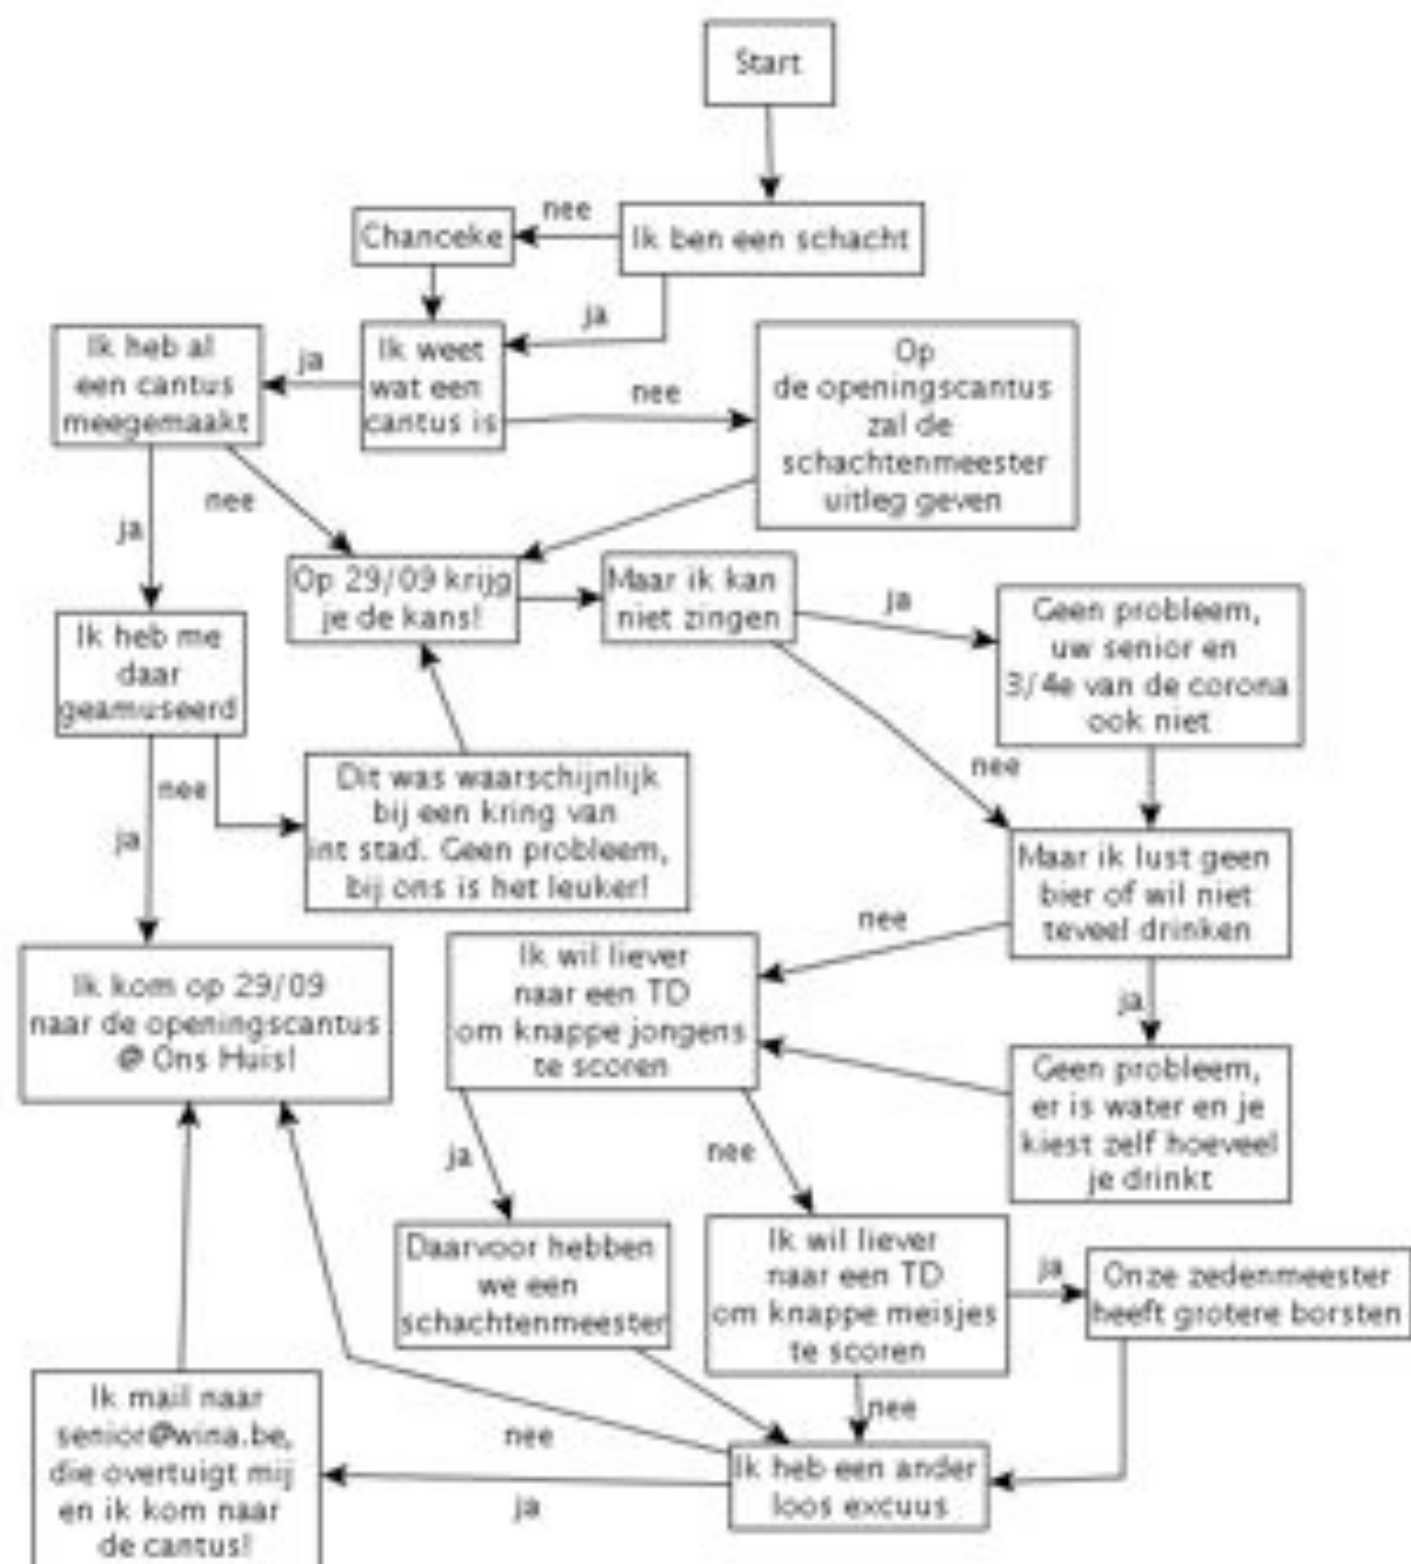 Start
nee
Chanceke
Ik ben een schacht
ja
Ik heb al
een cantus
meegemaakt
ja
Ik weet
wat een
cantus is
nee
Op
de openingscantus
zal de
schachtenmeester
uitleg geven
nee
ja
Op 29/09 krijg
je de kans!
Maar ik kan
niet zingen
ja
Geen probleem,
uw senior en
3/4e van de corona
ook niet
Ik heb me
daar
geamuseerd
nee
nee
ja
Dit was waarschijnlijk
bij een kring van
int stad. Geen probleem,
bij ons is het leuker!
Maar ik lust geen
bier of wil niet
teveel drinken
nee
ja
Ik kom op 29/09
naar de openingscantus
@ Ons Huis!
Ik wil liever
naar een TD
om knappe jongens
te scoren
Geen probleem,
er is water en je
kiest zelf hoeveel
je drinkt
ja
nee
Daarvoor hebben
we een
schachtenmeester
Ik wil liever
naar een TD
om knappe meisjes
te scoren
ja
Onze zedenmeester
heeft grotere borsten
nee
nee
Ik mail naar
senior@wina.be,
die overtuigt mij
en ik kom naar
de cantus!
ja
Ik heb een ander
loos excuus